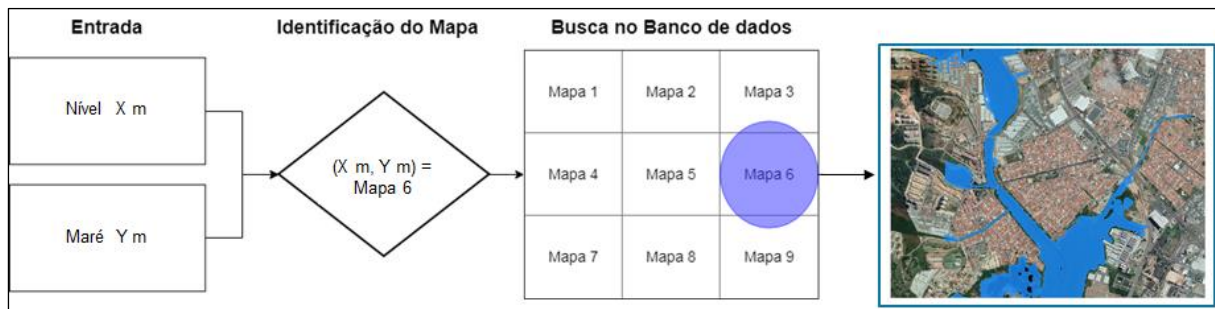 Entrada
Identificação do Mapa
Busca no Banco de dados
Nível X m
Maré Y m
(X m, Y m) =
Mapa 6
Mapa 1 Mapa 2 Mapa 3
Mapa 4 Mapa 5 Mapa 6
Mapa 7 Mapa 8 Mapa 9